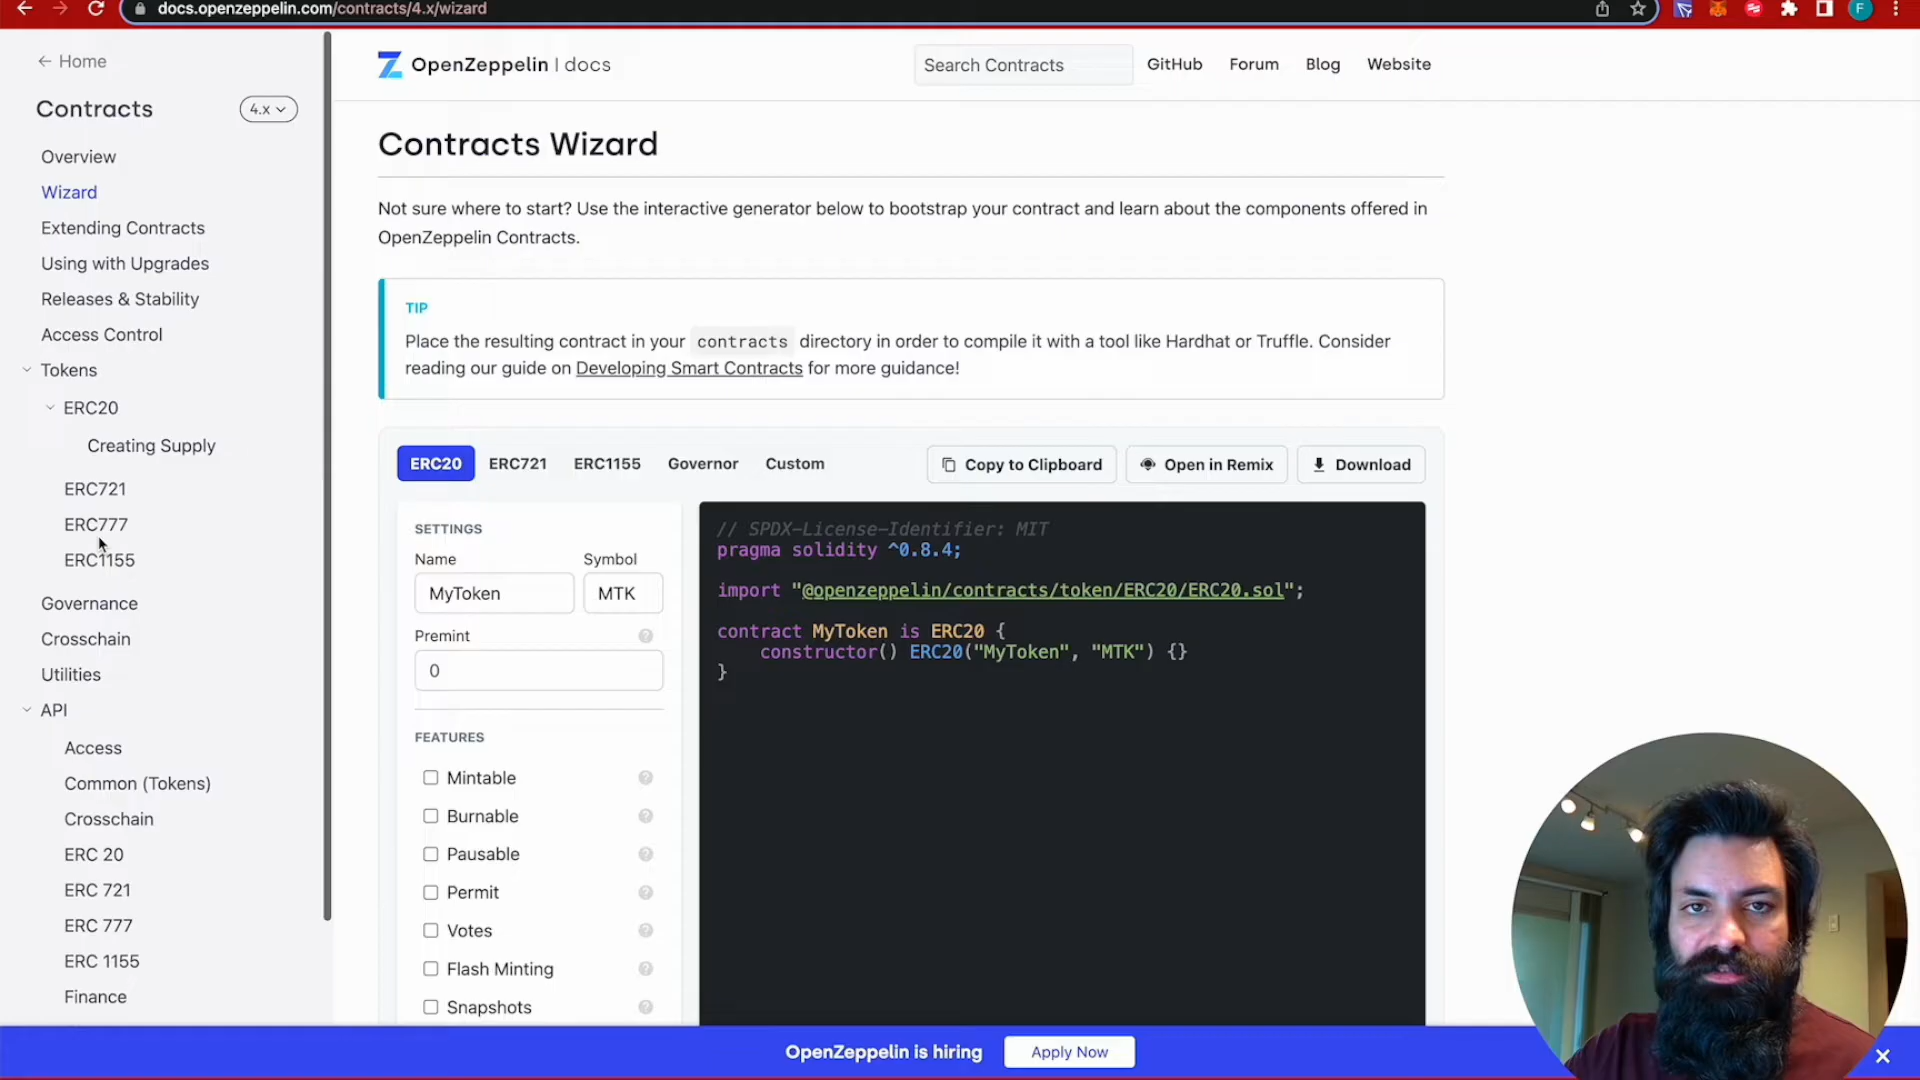 docs.openzeppelin.com/contracts/4.x/wizard
F
Home
Contracts
4.x
Overview
Wizard
Extending Contracts
Using with Upgrades
Releases & Stability
Access Control
Tokens
ERC20
Creating Supply
ERC721
ERC777
ERC1155
Governance
Crosschain
Utilities
API
Access
Common (Tokens)
Crosschain
ERC 20
ERC 721
ERC 777
ERC 1155
Finance
OpenZeppelin | docs
Search Contracts
GitHub
Forum
Blog
Website
Contracts Wizard
Not sure where to start? Use the interactive generator below to bootstrap your contract and learn about the components offered in
OpenZeppelin Contracts.
TIP
Place the resulting contract in your contracts directory in order to compile it with a tool like Hardhat or Truffle. Consider
reading our guide on Developing Smart Contracts for more guidance!
ERC20
ERC721
ERC1155
Governor
Custom
Copy to Clipboard
Open in Remix
Download
SETTINGS
Name
Symbol
MyToken
MTK
Premint
?
0
FEATURES
Mintable ?
Burnable ?
Pausable ?
Permit ?
Votes ?
Flash Minting ?
Snapshots ?
// SPDX-License-Identifier: MIT
pragma solidity ^0.8.4;
import "@openzeppelin/contracts/token/ERC20/ERC20.sol";
contract MyToken is ERC20 {
constructor() ERC20("MyToken", "MTK") {}
}
OpenZeppelin is hiring
Apply Now